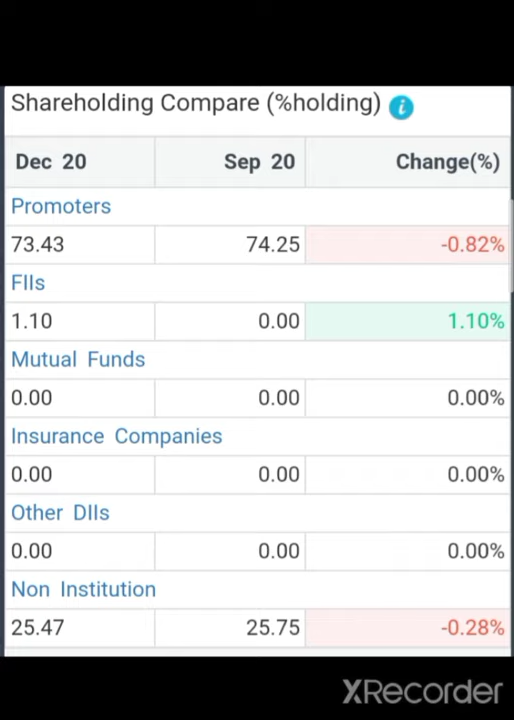 Shareholding Compare (%holding) i
Dec 20 Sep 20 Change(%)
Promoters
73.43 74.25 -0.82%
FIIs
1.10 0.00 1.10%
Mutual Funds
0.00 0.00 0.00%
Insurance Companies
0.00 0.00 0.00%
Other DIIs
0.00 0.00 0.00%
Non Institution
25.47 25.75 -0.28%
XRecorder